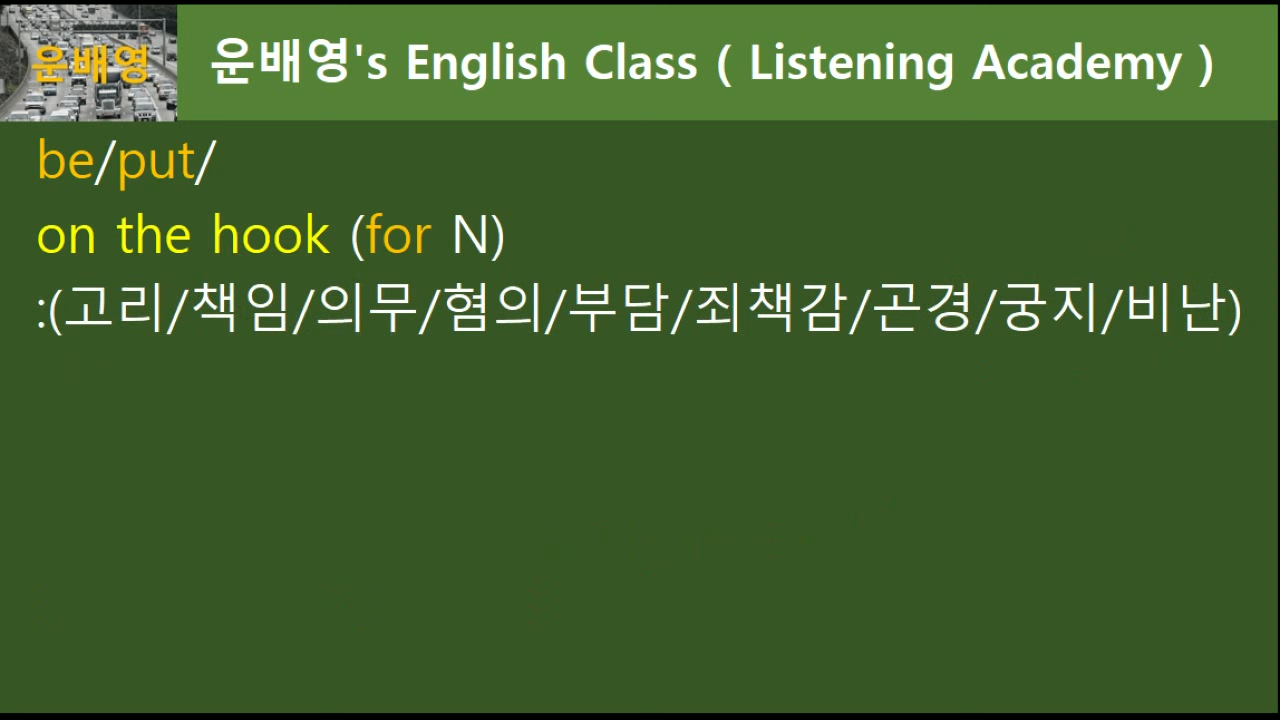 운배영
운배영's English Class ( Listening Academy )
be/put/
on the hook (for N)
:(고리/책임/의무/혐의/부담/죄책감/곤경/궁지/비난)